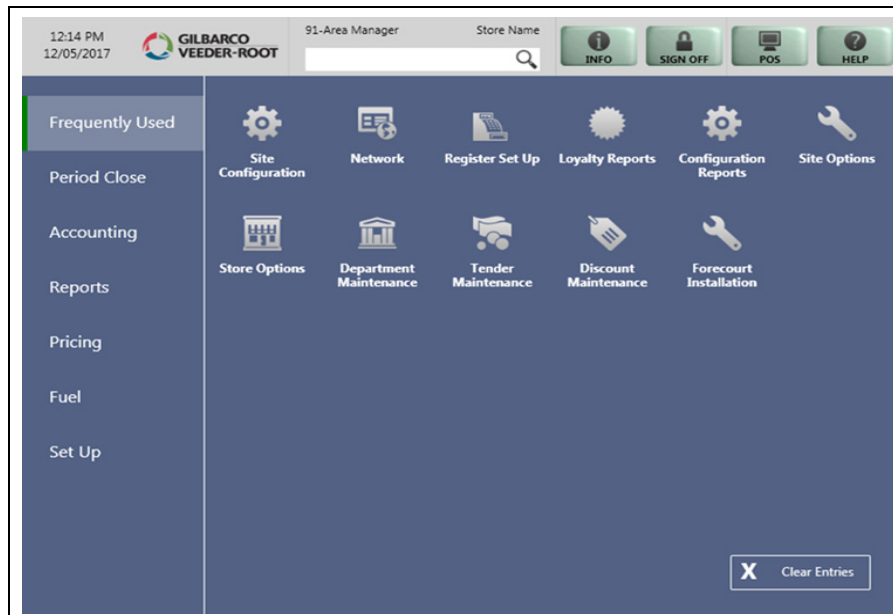 12:14 PM
12/05/2017
GILBARCO
VEEDER-ROOT
91-Area Manager
Store Name
INFO
SIGN OFF
POS
HELP
Frequently Used
Period Close
Accounting
Reports
Pricing
Fuel
Set Up
Site
Configuration
Network
Register Set Up
Loyalty Reports
Configuration
Reports
Site Options
Store Options
Department
Maintenance
Tender
Maintenance
Discount
Maintenance
Forecourt
Installation
X Clear Entries